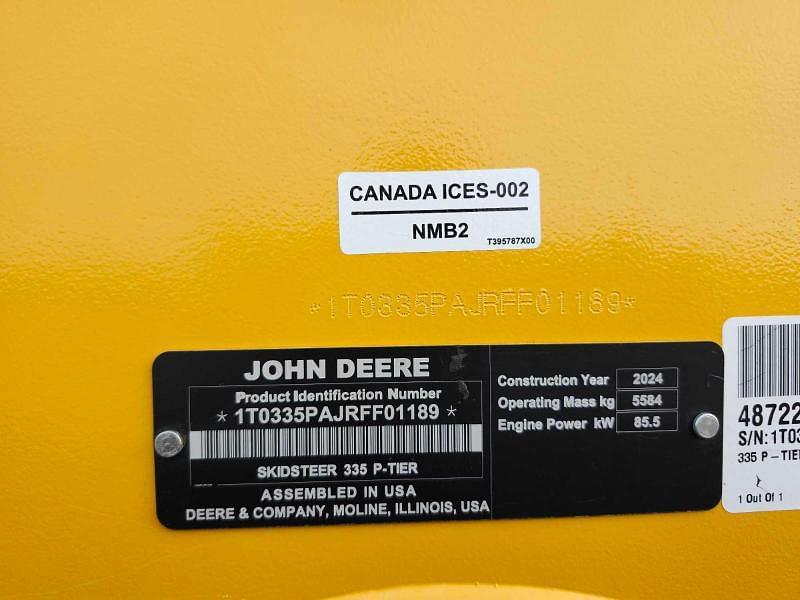 CANADA ICES-002
NMB2
T395787X00
*1T0335PAJRFF01189*
JOHN DEERE
Product Identification Number
* 1T0335PAJRFF01189 *
SKIDSTEER 335 P-TIER
ASSEMBLED IN USA
DEERE & COMPANY, MOLINE, ILLINOIS, USA
Construction Year 2024
Operating Mass kg 5584
Engine Power kW 85.5
48722
S/N:1T03
335 P-TIE
1 Out Of 1